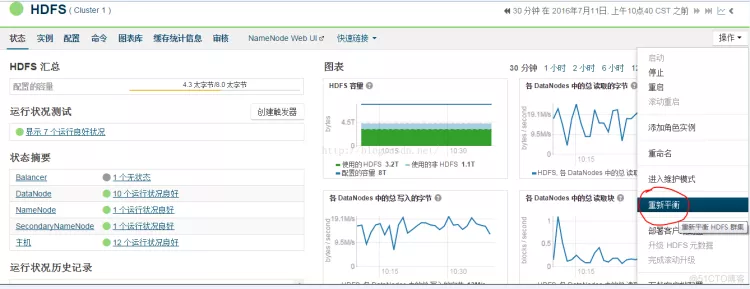 HDFS ( Cluster 1 )
30 分钟 在 2016年7月11日, 上午10点40 CST 之前
状态 实例 配置 命令 图表库 缓存统计信息 审核 NameNode Web UI 快速链接 操作
HDFS 汇总
配置的容量 4.3 太字节/8.0 太字节
运行状况测试 创建触发器
显示 7 个运行良好状况
状态摘要
Balancer 1 个无状态
DataNode 10 个运行状况良好
NameNode 1 个运行状况良好
SecondaryNameNode 1 个运行状况良好
主机 12 个运行状况良好
运行状况历史记录
图表 30 分钟 1 小时 2 小时 6 小时
HDFS 容量
bytes
4.5T
10:15 10:30
使用的 HDFS 3.2T 使用的非 HDFS 1.1T
配置的容量 8T
各 DataNodes 中的总读取的字节
bytes / second
19.1M/s
9.5M/s
10:15
HDFS, 各 DataNodes 中的总读取的字
各 DataNodes 中的总写入的字节
bytes / second
19.1M/s
9.5M/s
10:15 10:30
各 DataNodes 中的总读取块
blocks / second
1
0.5
0
10:15
启动
停止
重启
滚动重启
添加角色实例
重命名
进入维护模式
重新平衡
重新平衡 HDFS 群集
部署客户
升级 HDFS 元数据
完成滚动升级
@51CTO博客